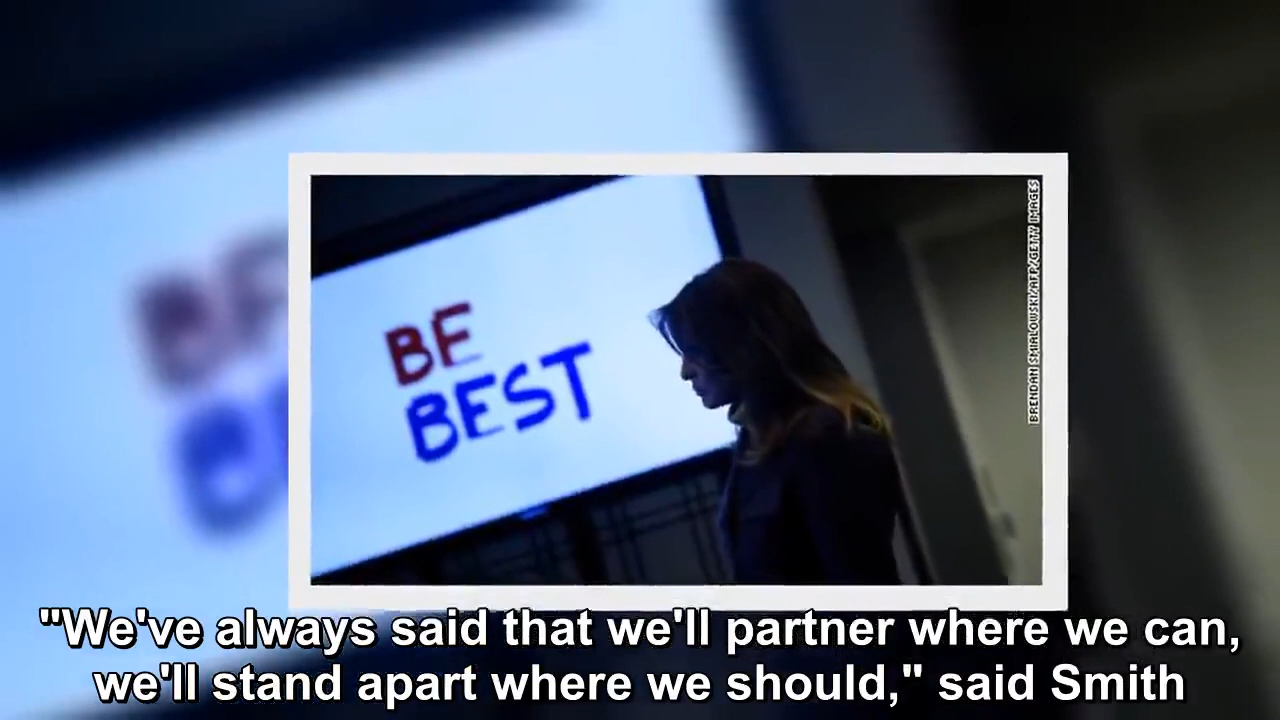 BE
BEST
BRENDAN SMIALOWSKI/AFP/GETTY IMAGES
"We've always said that we'll partner where we can,
we'll stand apart where we should," said Smith